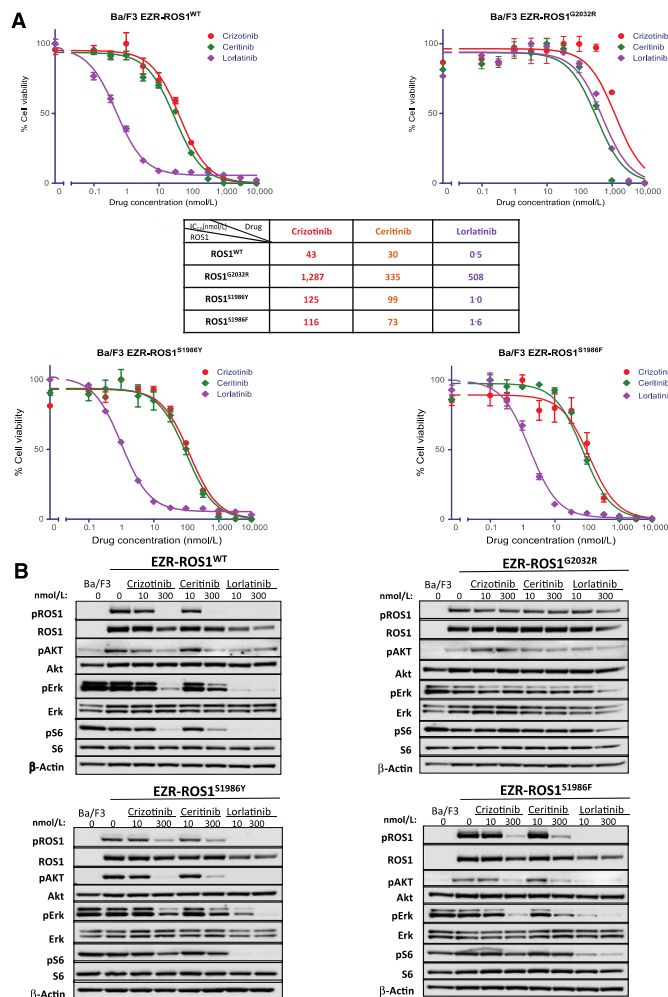 A
Ba/F3 EZR-ROS1WT
% Cell viability
100
50
0
0 0.1 1 10 100 1,000 10,000
Drug concentration (nmol/L)
Crizotinib
Ceritinib
Lorlatinib
Ba/F3 EZR-ROS1G2032R
% Cell viability
100
50
0
0 0.1 1 10 100 1,000 10,000
Drug concentration (nmol/L)
Crizotinib
Ceritinib
Lorlatinib
IC50(nmol/L) Drug Crizotinib Ceritinib Lorlatinib
ROS1
ROS1WT 43 30 0·5
ROS1G2032R 1,287 335 508
ROS1S1986Y 125 99 1·0
ROS1S1986F 116 73 1·6
Ba/F3 EZR-ROS1S1986Y
% Cell viability
100
50
0
0 0.1 1 10 100 1,000 10,000
Drug concentration (nmol/L)
Crizotinib
Ceritinib
Lorlatinib
Ba/F3 EZR-ROS1S1986F
% Cell viability
100
50
0
0 0.1 1 10 100 1,000 10,000
Drug concentration (nmol/L)
Crizotinib
Ceritinib
Lorlatini
B
EZR-ROS1WT
Ba/F3 Crizotinib Ceritinib Lorlatinib
nmol/L: 0 0 10 300 10 300 10 300
pROS1
ROS1
pAKT
Akt
pErk
Erk
pS6
S6
β-Actin
EZR-ROS1G2032R
Ba/F3 Crizotinib Ceritinib Lorlatinib
nmol/L: 0 0 10 300 10 300 10 300
pROS1
ROS1
pAKT
Akt
pErk
Erk
pS6
S6
β-Actin
EZR-ROS1S1986Y
Ba/F3 Crizotinib Ceritinib Lorlatinib
nmol/L: 0 0 10 300 10 300 10 300
pROS1
ROS1
pAKT
Akt
pErk
Erk
pS6
S6
β-Actin
EZR-ROS1S1986F
Ba/F3 Crizotinib Ceritinib Lorlatinib
nmol/L: 0 0 10 300 10 300 10 300
pROS1
ROS1
pAKT
Akt
pErk
Erk
pS6
S6
β-Actin